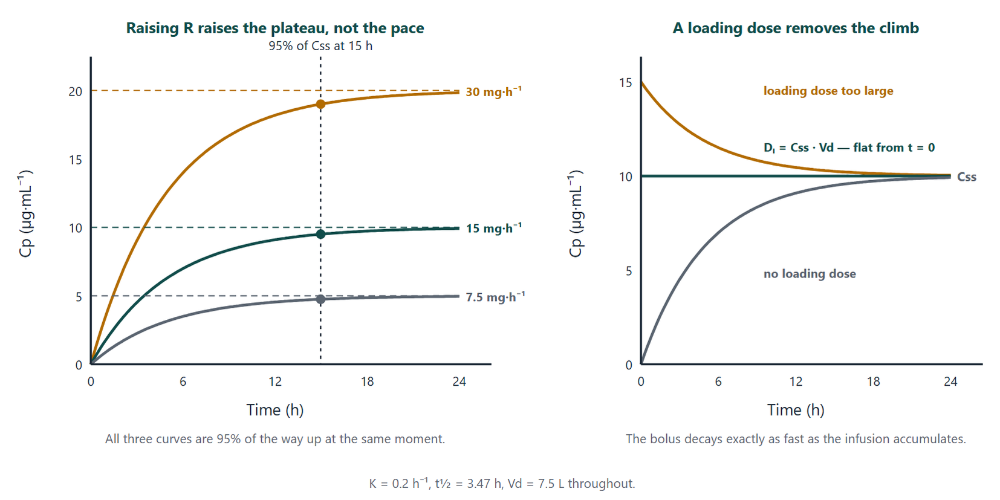 Raising R raises the plateau, not the pace
95% of Css at 15 h
20
15
10
5
0
30 mg·h⁻¹
15 mg·h⁻¹
7.5 mg·h⁻¹
0 6 12 18 24
Cp (µg·mL⁻¹)
Time (h)
All three curves are 95% of the way up at the same moment.
A loading dose removes the climb
15
10
5
0
loading dose too large
Dₗ = Css · Vd — flat from t = 0
Css
no loading dose
0 6 12 18 24
Cp (µg·mL⁻¹)
Time (h)
The bolus decays exactly as fast as the infusion accumulates.
K = 0.2 h⁻¹, t½ = 3.47 h, Vd = 7.5 L throughout.